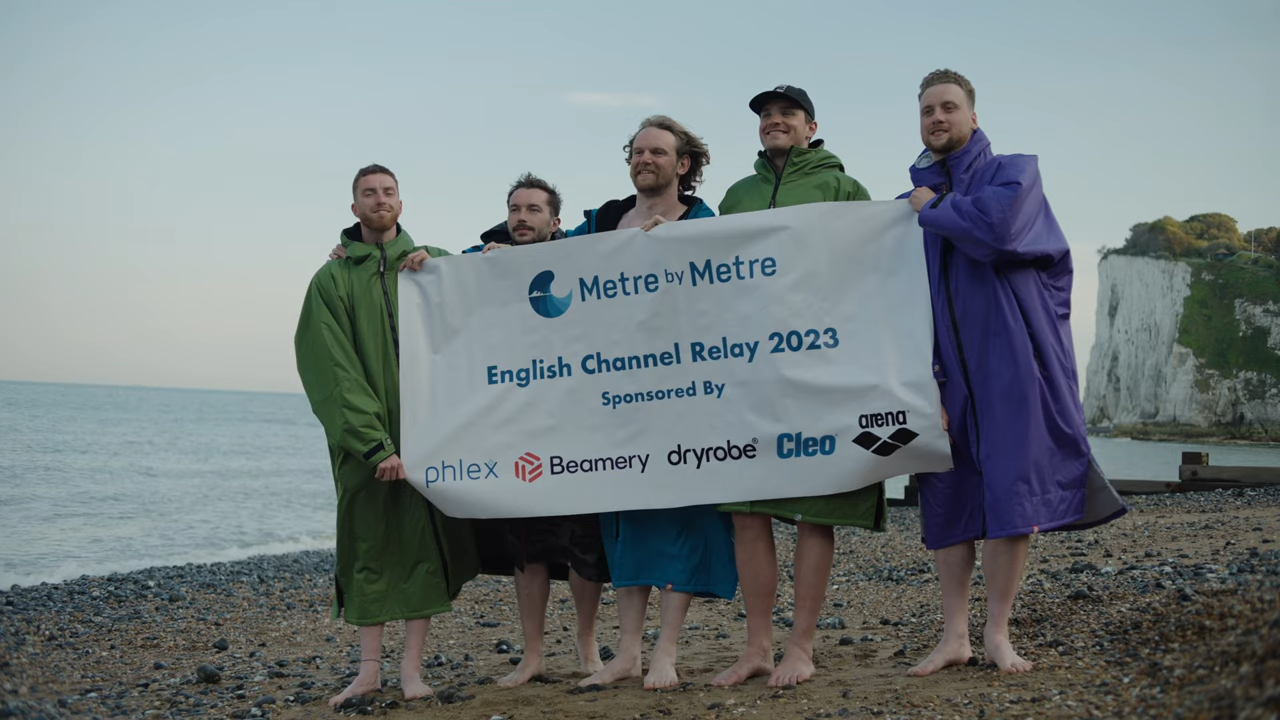 Metre by Metre
English Channel Relay 2023
Sponsored By
phlex Beamery dryrobe® Cleo arena